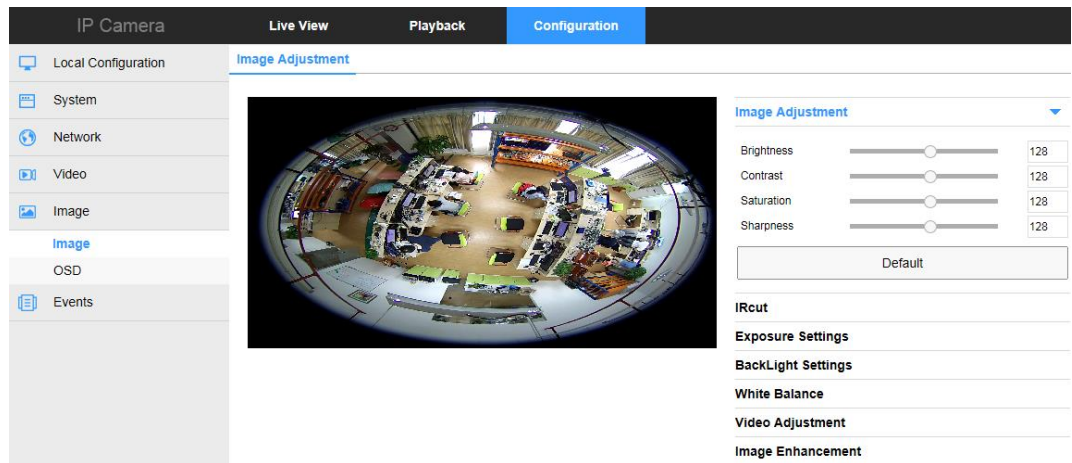 IP Camera
Live View
Playback
Configuration
Local Configuration
System
Network
Video
Image
Image
OSD
Events
Image Adjustment
Image Adjustment
Brightness 128
Contrast 128
Saturation 128
Sharpness 128
Default
IRcut
Exposure Settings
BackLight Settings
White Balance
Video Adjustment
Image Enhancement